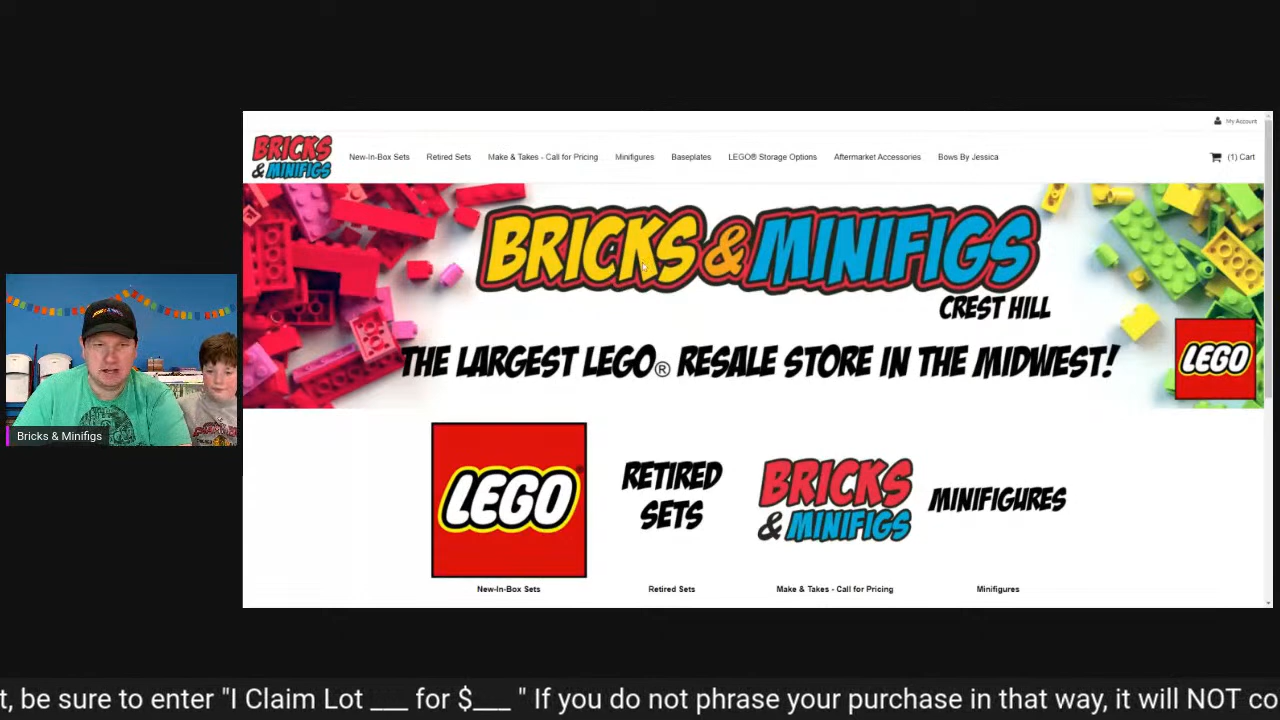 My Account
BRICKS
& MINIFIGS
New-In-Box Sets Retired Sets Make & Takes - Call for Pricing Minifigures Baseplates LEGO® Storage Options Aftermarket Accessories Bows By Jessica
(1) Cart
BRICKS & MINIFIGS
CREST HILL
THE LARGEST LEGO® RESALE STORE IN THE MIDWEST!
LEGO
LEGO
RETIRED
SETS
BRICKS
& MINIFIGS
MINIFIGURES
New-In-Box Sets Retired Sets Make & Takes - Call for Pricing Minifigures
Bricks & Minifigs
t, be sure to enter "I Claim Lot ___ for $___ " If you do not phrase your purchase in that way, it will NOT co